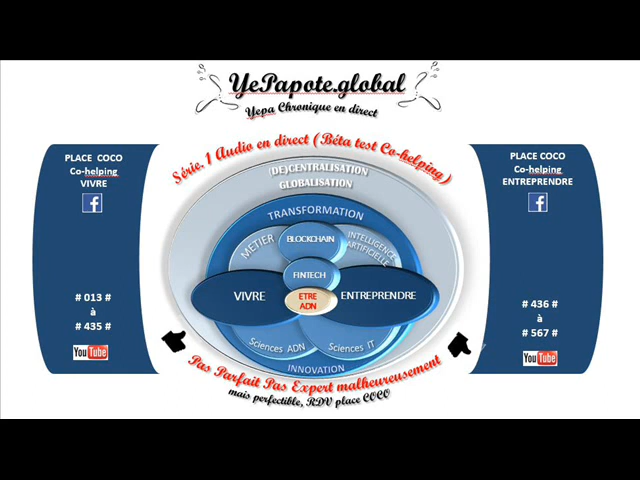 YePapote.global
Yepa Chronique en direct
Série, 1 Audio en direct (Béta test Co-helping)
PLACE COCO
Co-helping
VIVRE
# 013 #
à
# 435 #
YouTube
(DE)CENTRALISATION
GLOBALISATION
TRANSFORMATION
METIER
BLOCKCHAIN
INTELLIGENCE
ARTIFICIELLE
FINTECH
VIVRE
ETRE
ADN
ENTREPRENDRE
Sciences ADN
Sciences IT
INNOVATION
PLACE COCO
Co-helping
ENTREPRENDRE
# 436 #
à
# 567 #
YouTube
Pas Parfait Pas Expert malheureusement
mais perfectible, RDV place COCO